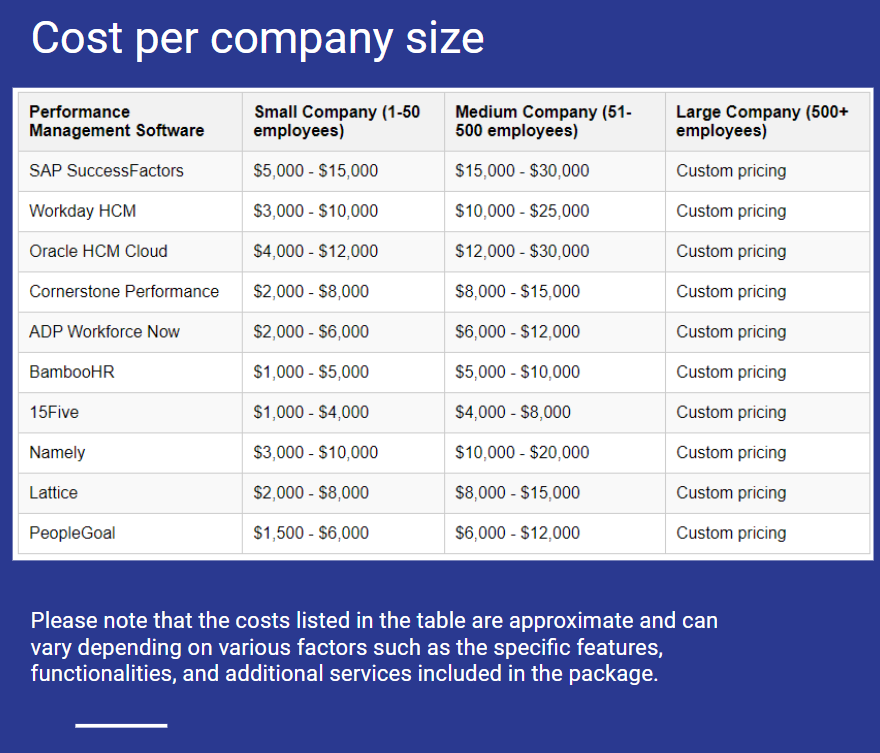 Cost per company size
Performance Management Software | Small Company (1-50 employees) | Medium Company (51-500 employees) | Large Company (500+ employees)
SAP SuccessFactors | $5,000 - $15,000 | $15,000 - $30,000 | Custom pricing
Workday HCM | $3,000 - $10,000 | $10,000 - $25,000 | Custom pricing
Oracle HCM Cloud | $4,000 - $12,000 | $12,000 - $30,000 | Custom pricing
Cornerstone Performance | $2,000 - $8,000 | $8,000 - $15,000 | Custom pricing
ADP Workforce Now | $2,000 - $6,000 | $6,000 - $12,000 | Custom pricing
BambooHR | $1,000 - $5,000 | $5,000 - $10,000 | Custom pricing
15Five | $1,000 - $4,000 | $4,000 - $8,000 | Custom pricing
Namely | $3,000 - $10,000 | $10,000 - $20,000 | Custom pricing
Lattice | $2,000 - $8,000 | $8,000 - $15,000 | Custom pricing
PeopleGoal | $1,500 - $6,000 | $6,000 - $12,000 | Custom pricing
Please note that the costs listed in the table are approximate and can
vary depending on various factors such as the specific features,
functionalities, and additional services included in the package.